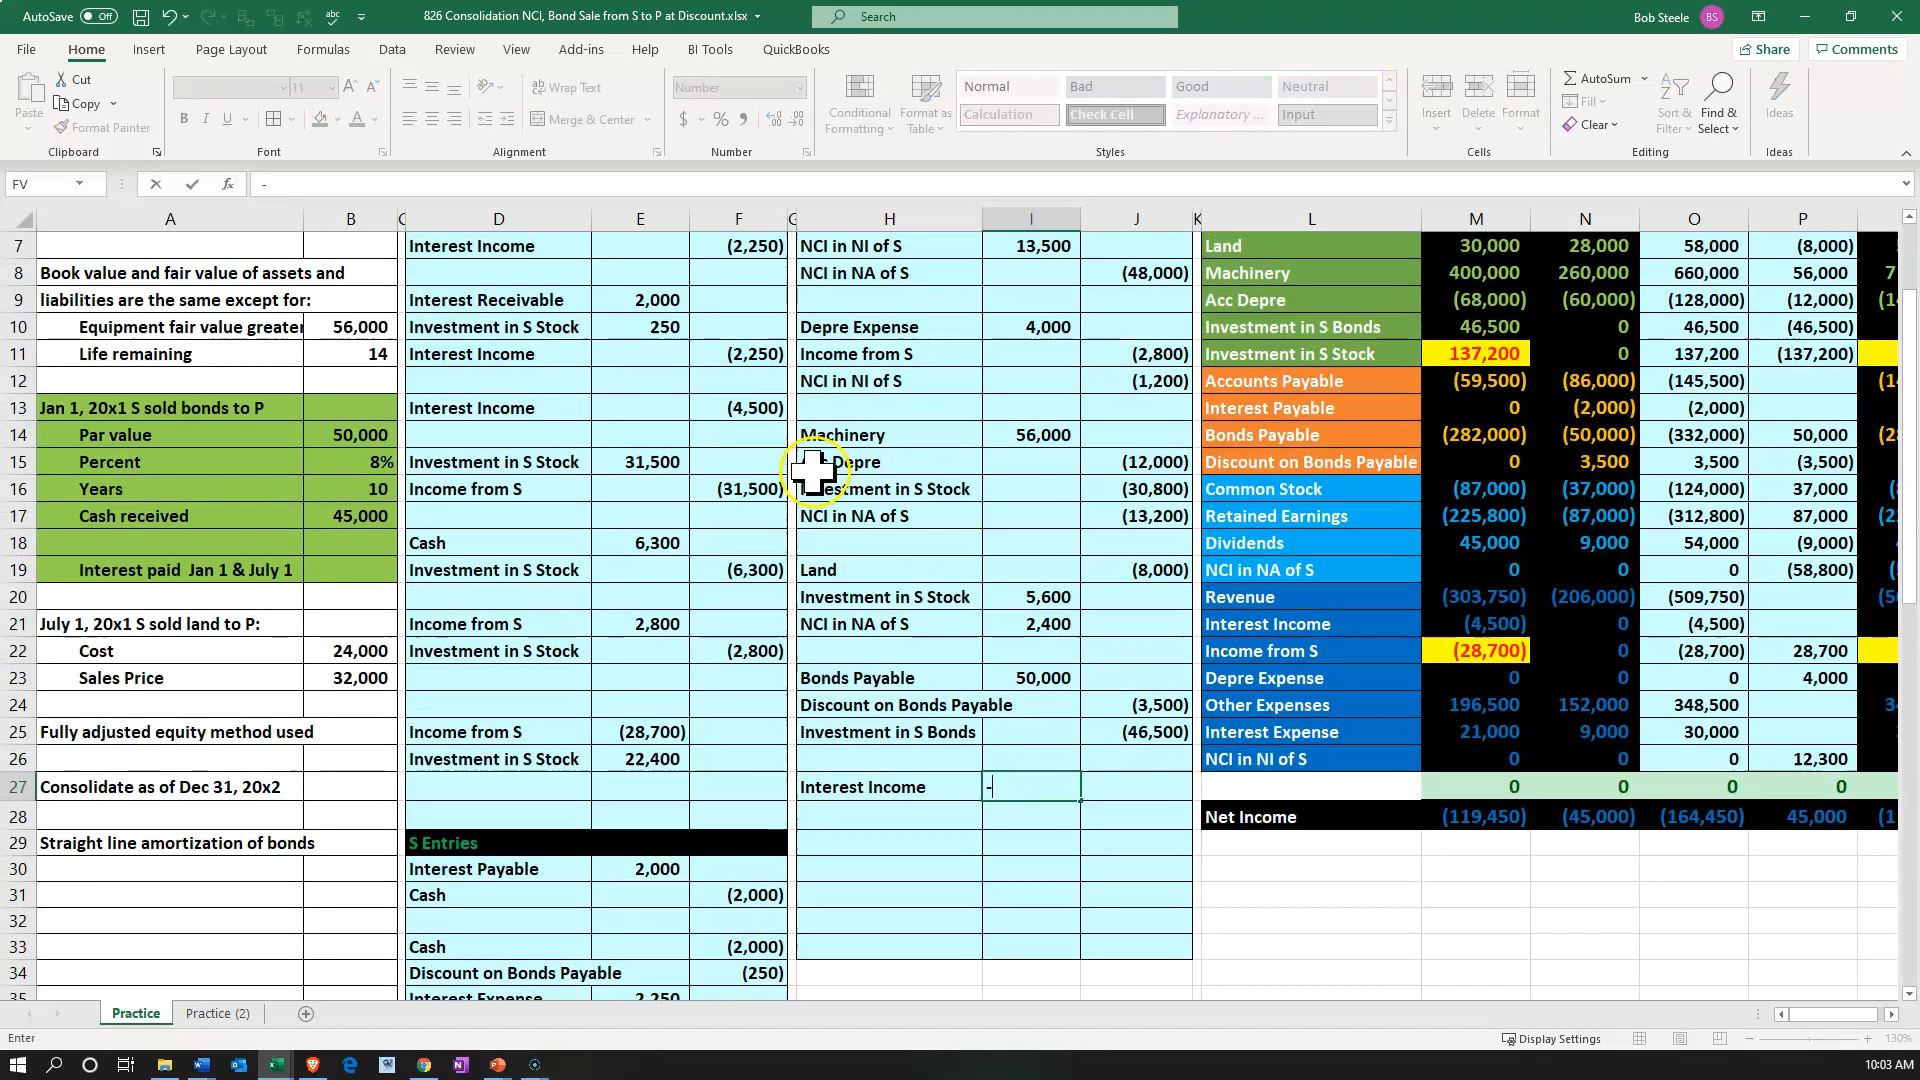 AutoSave Off 826 Consolidation NCI, Bond Sale from S to P at Discount.xlsx Search Bob Steele BS
File Home Insert Page Layout Formulas Data Review View Add-ins Help BI Tools QuickBooks Share Comments
Paste Cut Copy Format Painter Clipboard
11 A A B I U A Font
Wrap Text Merge & Center Alignment
Number $ % Number
Conditional Formatting Format as Table Normal Bad Good Neutral Calculation Check Cell Explanatory ... Input Styles
Insert Delete Format Cells
AutoSum Fill Clear Sort & Filter Find & Select Editing Ideas Ideas
FV fx -
A B C D E F G H I J K L M N O P
7 Interest Income (2,250) NCI in NI of S 13,500 Land 30,000 28,000 58,000 (8,000)
8 Book value and fair value of assets and NCI in NA of S (48,000) Machinery 400,000 260,000 660,000 56,000 7
9 liabilities are the same except for: Interest Receivable 2,000 Acc Depre (68,000) (60,000) (128,000) (12,000)
10 Equipment fair value greater 56,000 Investment in S Stock 250 Depre Expense 4,000 Investment in S Bonds 46,500 0 46,500 (46,500)
11 Life remaining 14 Interest Income (2,250) Income from S (2,800) Investment in S Stock 137,200 0 137,200 (137,200)
12 NCI in NI of S (1,200) Accounts Payable (59,500) (86,000) (145,500)
13 Jan 1, 20x1 S sold bonds to P Interest Income (4,500) Interest Payable 0 (2,000) (2,000)
14 Par value 50,000 Machinery 56,000 Bonds Payable (282,000) (50,000) (332,000) 50,000
15 Percent 8% Investment in S Stock 31,500 Depre (12,000) Discount on Bonds Payable 0 3,500 3,500 (3,500)
16 Years 10 Income from S (31,500) Investment in S Stock (30,800) Common Stock (87,000) (37,000) (124,000) 37,000
17 Cash received 45,000 NCI in NA of S (13,200) Retained Earnings (225,800) (87,000) (312,800) 87,000
18 Cash 6,300 Dividends 45,000 9,000 54,000 (9,000)
19 Interest paid Jan 1 & July 1 Investment in S Stock (6,300) Land (8,000) NCI in NA of S 0 0 0 (58,800)
20 Investment in S Stock 5,600 Revenue (303,750) (206,000) (509,750)
21 July 1, 20x1 S sold land to P: Income from S 2,800 NCI in NA of S 2,400 Interest Income (4,500) 0 (4,500)
22 Cost 24,000 Investment in S Stock (2,800) Income from S (28,700) 0 (28,700) 28,700
23 Sales Price 32,000 Bonds Payable 50,000 Depre Expense 0 0 0 4,000
24 Discount on Bonds Payable (3,500) Other Expenses 196,500 152,000 348,500
25 Fully adjusted equity method used Income from S (28,700) Investment in S Bonds (46,500) Interest Expense 21,000 9,000 30,000
26 Investment in S Stock 22,400 NCI in NI of S 0 0 0 12,300
27 Consolidate as of Dec 31, 20x2 Interest Income - 0 0 0 0
28 Net Income (119,450) (45,000) (164,450) 45,000 (1
29 Straight line amortization of bonds S Entries
30 Interest Payable 2,000
31 Cash (2,000)
32
33 Cash (2,000)
34 Discount on Bonds Payable (250)
35 Interest Expense 2,250
Practice Practice (2)
Enter Display Settings 130%
10:03 AM